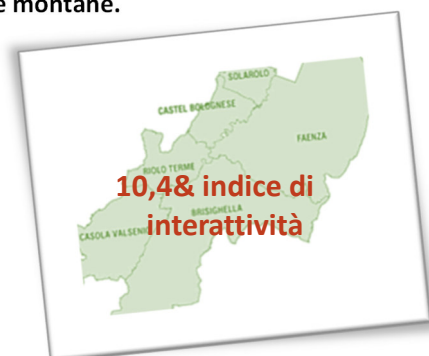 e montane.
SOLAROLO
CASTEL BOLOGNESE
FAENZA
RIOLO TERME
10,4& indice di
BRISIGHELLA
interattività
CASOLA VALSENIO